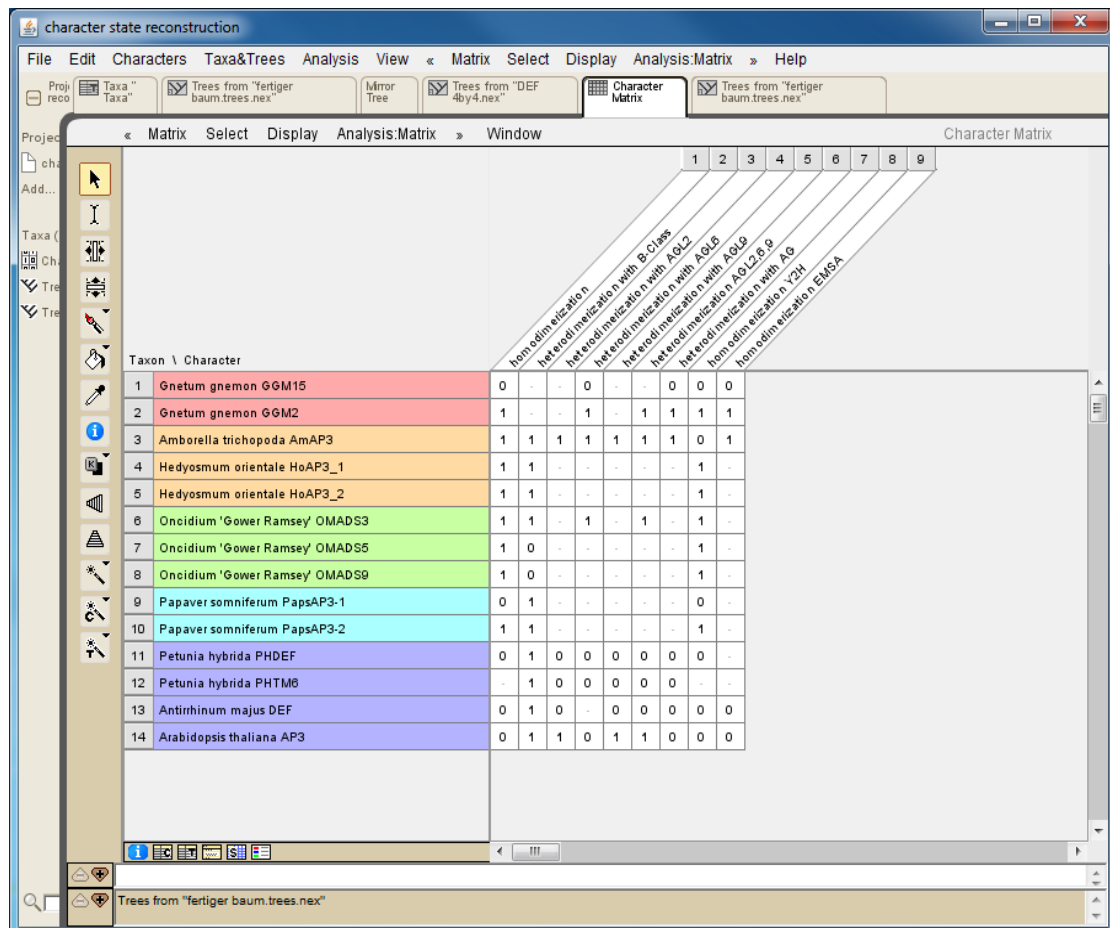 character state reconstruction
File Edit Characters Taxa&Trees Analysis View « Matrix Select Display Analysis:Matrix » Help
Proj reco
Taxa "
Taxa"
Trees from "fertiger
baum.trees.nex"
Mirror
Tree
Trees from "DEF
4by4.nex"
Character
Matrix
Trees from "fertiger
baum.trees.nex"
Projec
cha
Add...
Taxa (
Ch
Tre
Tre
« Matrix Select Display Analysis:Matrix » Window
Character Matrix
1 2 3 4 5 6 7 8 9
homodimerization
heterodimerization with B-Class
heterodimerization with AGL2
heterodimerization with AGL6
heterodimerization with AGL9
heterodimerization AGL2,6,9
heterodimerization with AG
homodimerization Y2H
homodimerization EMSA
Taxon \ Character
1 Gnetum gnemon GGM15 0 - - 0 - - 0 0 0
2 Gnetum gnemon GGM2 1 - - 1 - 1 1 1 1
3 Amborella trichopoda AmAP3 1 1 1 1 1 1 1 0 1
4 Hedyosmum orientale HoAP3_1 1 1 - - - - - 1 -
5 Hedyosmum orientale HoAP3_2 1 1 - - - - - 1 -
6 Oncidium 'Gower Ramsey' OMADS3 1 1 - 1 - 1 - 1 -
7 Oncidium 'Gower Ramsey' OMADS5 1 0 - - - - - 1 -
8 Oncidium 'Gower Ramsey' OMADS9 1 0 - - - - - 1 -
9 Papaver somniferum PapsAP3-1 0 1 - - - - - 0 -
10 Papaver somniferum PapsAP3-2 1 1 - - - - - 1 -
11 Petunia hybrida PHDEF 0 1 0 0 0 0 0 0 -
12 Petunia hybrida PHTM6 - 1 0 0 0 0 0 - -
13 Antirrhinum majus DEF 0 1 0 - 0 0 0 0 0
14 Arabidopsis thaliana AP3 0 1 1 0 1 1 0 0 0
Trees from "fertiger baum.trees.nex"